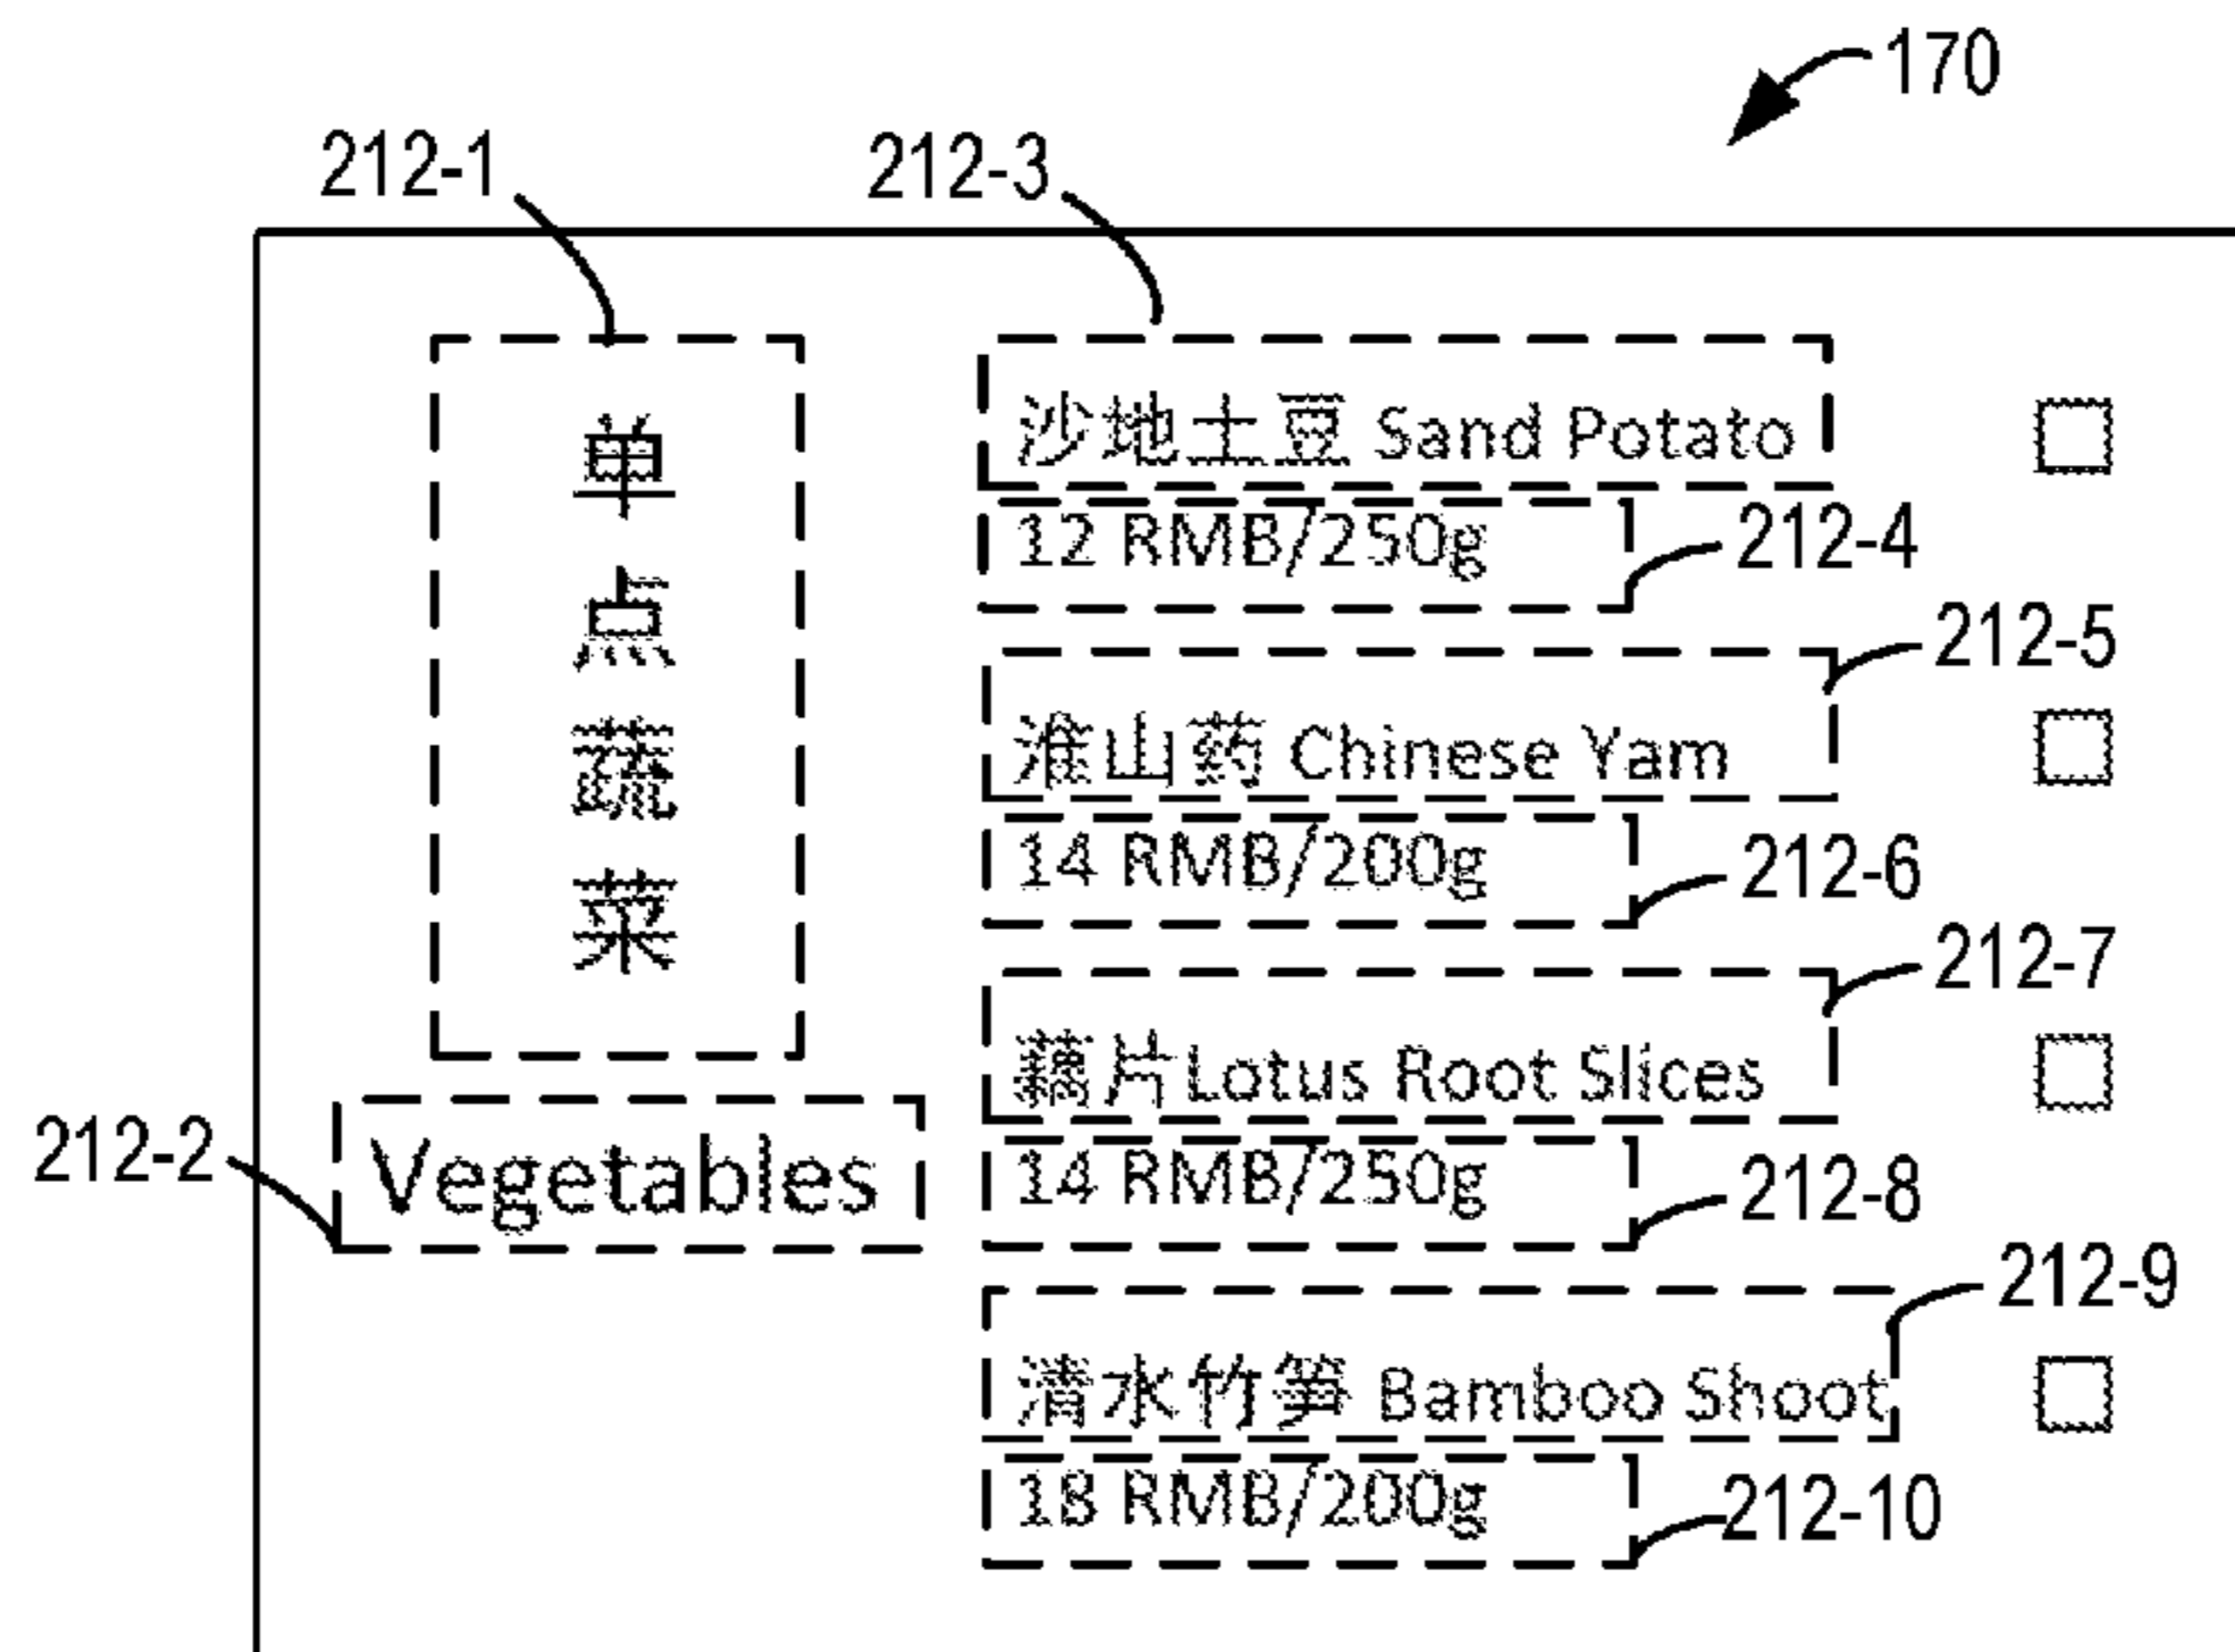 170
212-1
212-3
单点蔬菜
沙地土豆 Sand Potato
12 RMB/250g
212-4
212-5
淮山药 Chinese Yam
14 RMB/200g
212-6
212-7
藕片Lotus Root Slices
212-2
Vegetables
14 RMB/250g
212-8
212-9
清水竹笋 Bamboo Shoot
18 RMB/200g
212-10